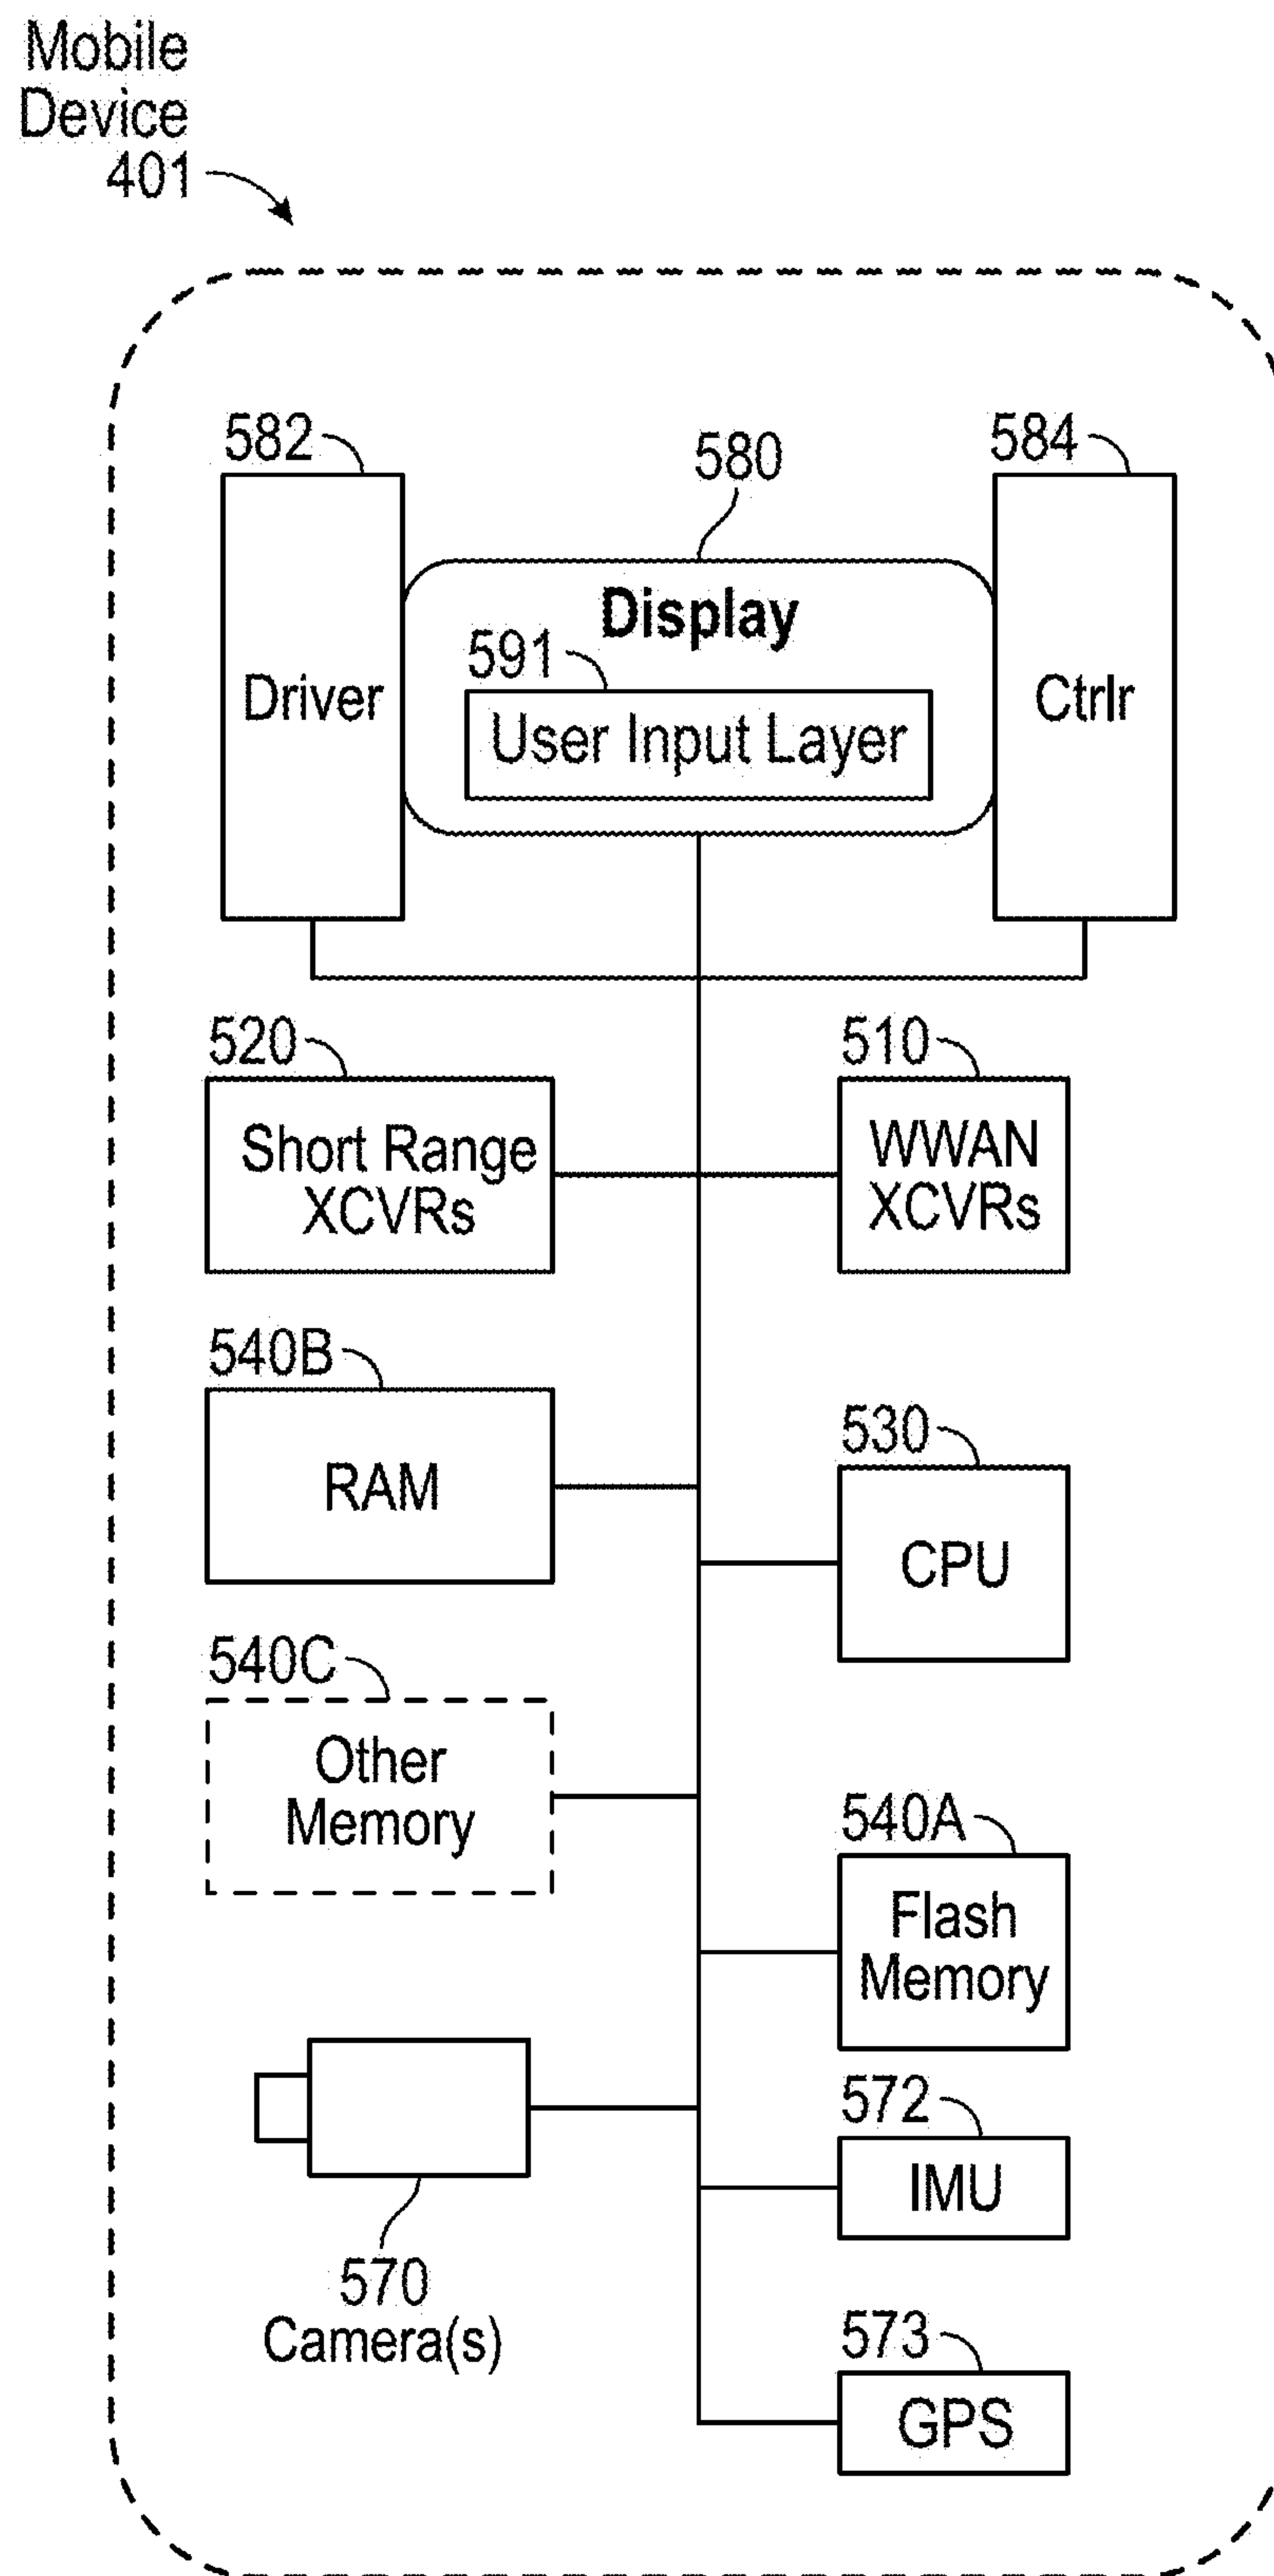 Mobile
Device
401
582
580
584
Display
591
Driver
User Input Layer
Ctrlr
520
510
Short Range
XCVRs
WWAN
XCVRs
540B
RAM
530
CPU
540C
Other
Memory
540A
Flash
Memory
572
IMU
570
Camera(s)
573
GPS